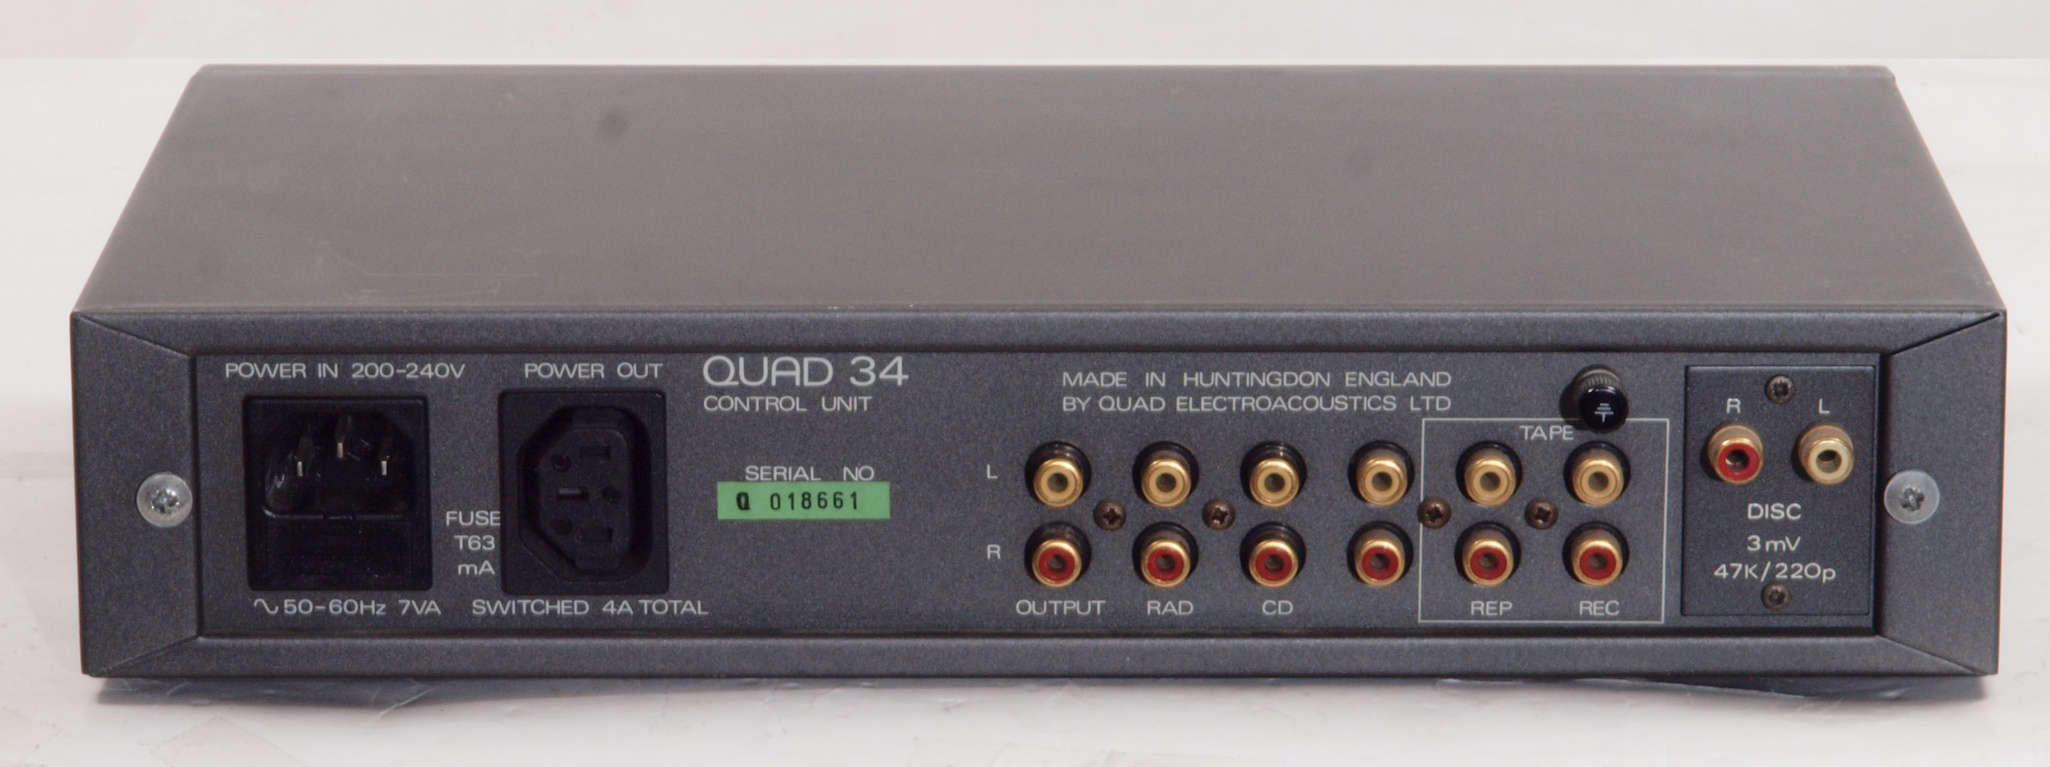 POWER IN 200-240V
POWER OUT
QUAD 34
CONTROL UNIT
MADE IN HUNTINGDON ENGLAND
BY QUAD ELECTROACOUSTICS LTD
SERIAL NO
Q 018661
FUSE
T63
mA
∿50-60Hz 7VA
SWITCHED 4A TOTAL
L
R
OUTPUT
RAD
CD
TAPE
REP
REC
R
L
DISC
3mV
47K/220p